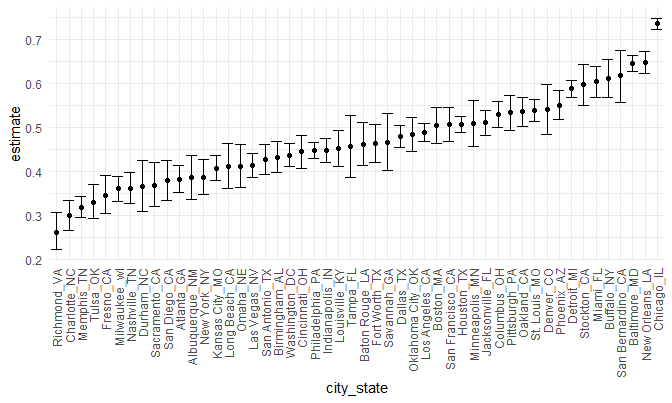 0.7
0.6
0.5
0.4
0.3
0.2
estimate
Richmond_VA
Charlotte_NC
Memphis_TN
Tulsa_OK
Fresno_CA
Milwaukee_wI
Nashville_TN
Durham_NC
Sacramento_CA
San Diego_CA
Atlanta_GA
Albuquerque_NM
New York_NY
Kansas City_MO
Long Beach_CA
Omaha_NE
Las Vegas_NV
San Antonio_TX
Birmingham_AL
Washington_DC
Cincinnati_OH
Philadelphia_PA
Indianapolis_IN
Louisville_KY
Tampa_FL
Baton Rouge_LA
Fort Worth_TX
Savannah_GA
Dallas_TX
Oklahoma City_OK
Los Angeles_CA
Boston_MA
San Francisco_CA
Houston_TX
Minneapolis_MN
Jacksonville_FL
Columbus_OH
Pittsburgh_PA
Oakland_CA
St. Louis_MO
Denver_CO
Phoenix_AZ
Detroit_MI
Stockton_CA
Miami_FL
Buffalo_NY
San Bernardino_CA
Baltimore_MD
New Orleans_LA
Chicago_IL
city_state